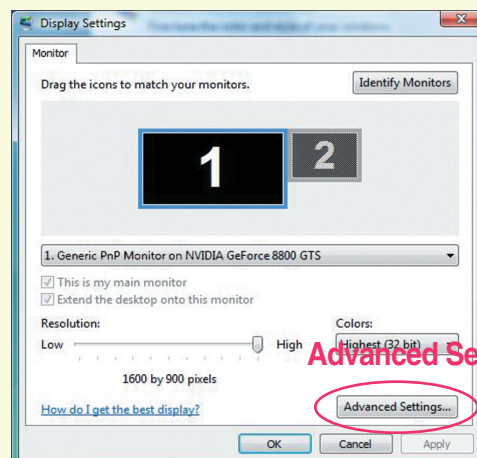 Display Settings
Monitor
Drag the icons to match your monitors.
Identify Monitors
1
2
1. Generic PnP Monitor on NVIDIA GeForce 8800 GTS
This is my main monitor
Extend the desktop onto this monitor
Resolution:
Colors:
Low
High
Highest (32 bit)
Advanced Se
1600 by 900 pixels
How do I get the best display?
Advanced Settings...
OK
Cancel
Apply